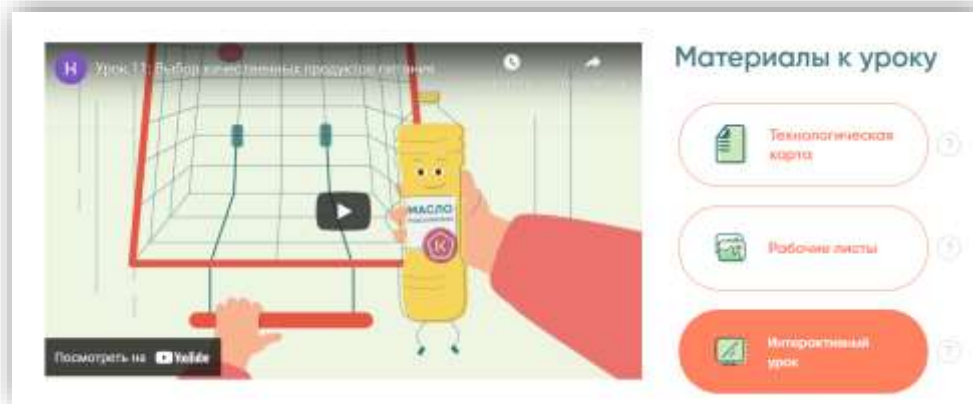 Н
Урок 11: Выбор качественных продуктов питания
Материалы к уроку
Технологическая
карта
?
МАСЛО
К
Рабочие листы
?
Посмотреть на YouTube
Интерактивный
урок
?